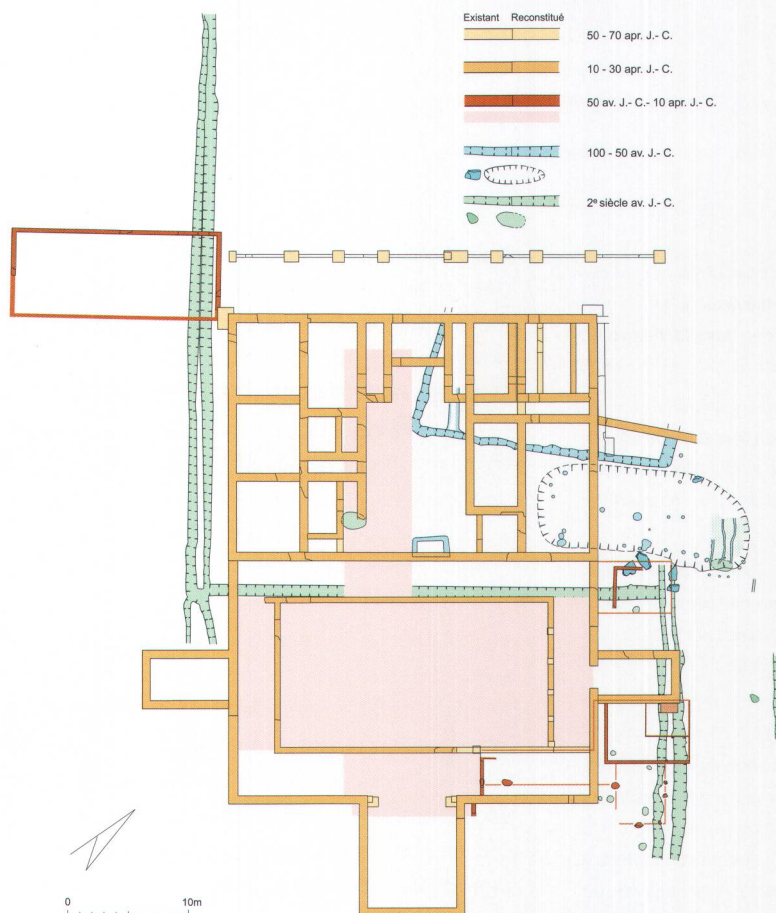 Existant Reconstitué
50 - 70 apr. J.- C.
10 - 30 apr. J.- C.
50 av. J.- C.- 10 apr. J.- C.
100 - 50 av. J.- C.
2e siècle av. J.- C.
0 10m